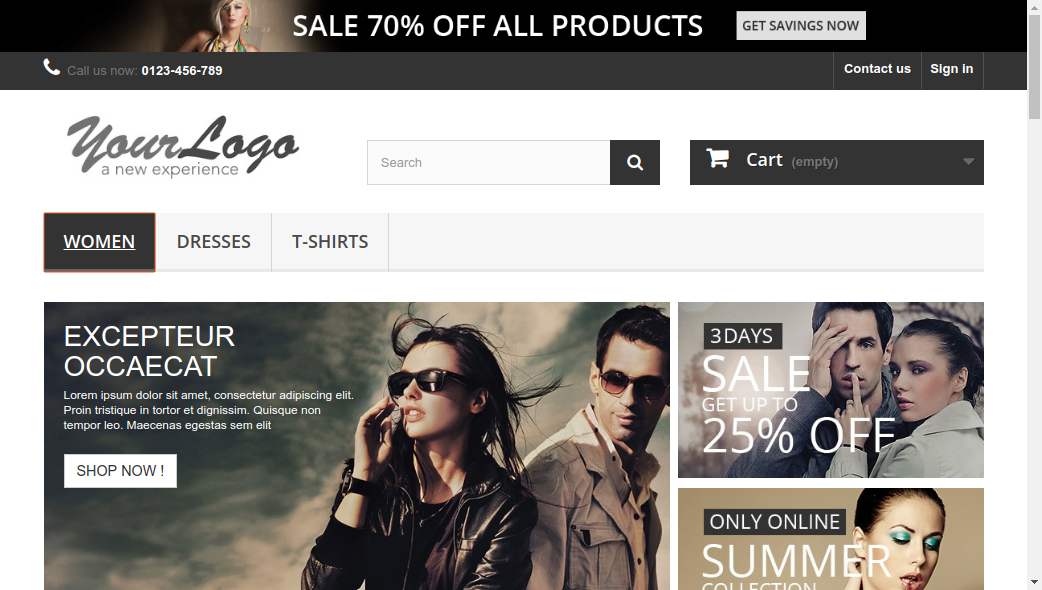 SALE 70% OFF ALL PRODUCTS GET SAVINGS NOW
Call us now: 0123-456-789 Contact us Sign in
YourLogo
a new experience
Search
Cart (empty)
WOMEN DRESSES T-SHIRTS
EXCEPTEUR
OCCAECAT
Lorem ipsum dolor sit amet, consectetur adipiscing elit.
Proin tristique in tortor et dignissim. Quisque non
tempor leo. Maecenas egestas sem elit
SHOP NOW !
3DAYS
SALE
GET UP TO
25% OFF
ONLY ONLINE
SUMMER
COLLECTION